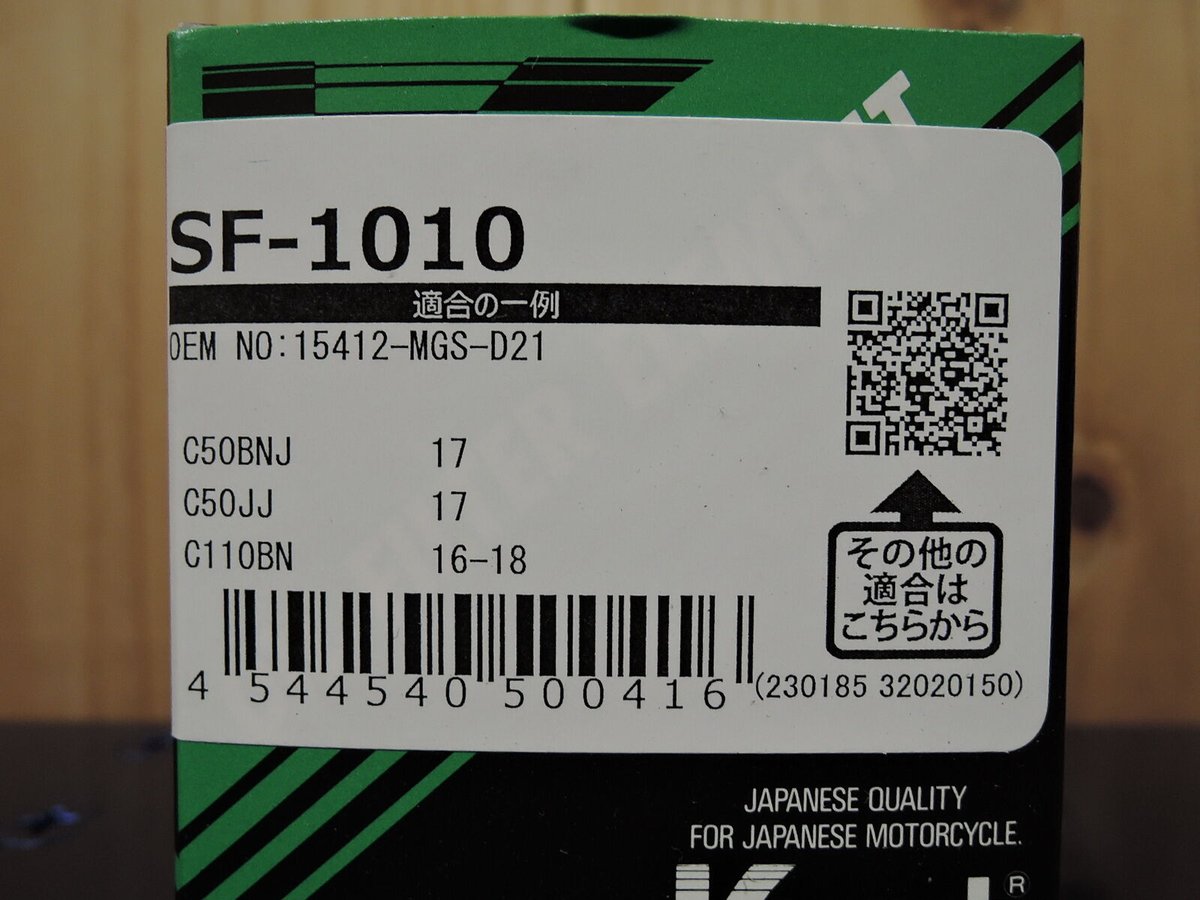 SF-1010
適合の一例
OEM NO:15412-MGS-D21
C50BNJ 17
C50JJ 17
C110BN 16-18
その他の
適合は
こちらから
4 544540 500416
(230185 32020150)
JAPANESE QUALITY
FOR JAPANESE MOTORCYCLE.
®